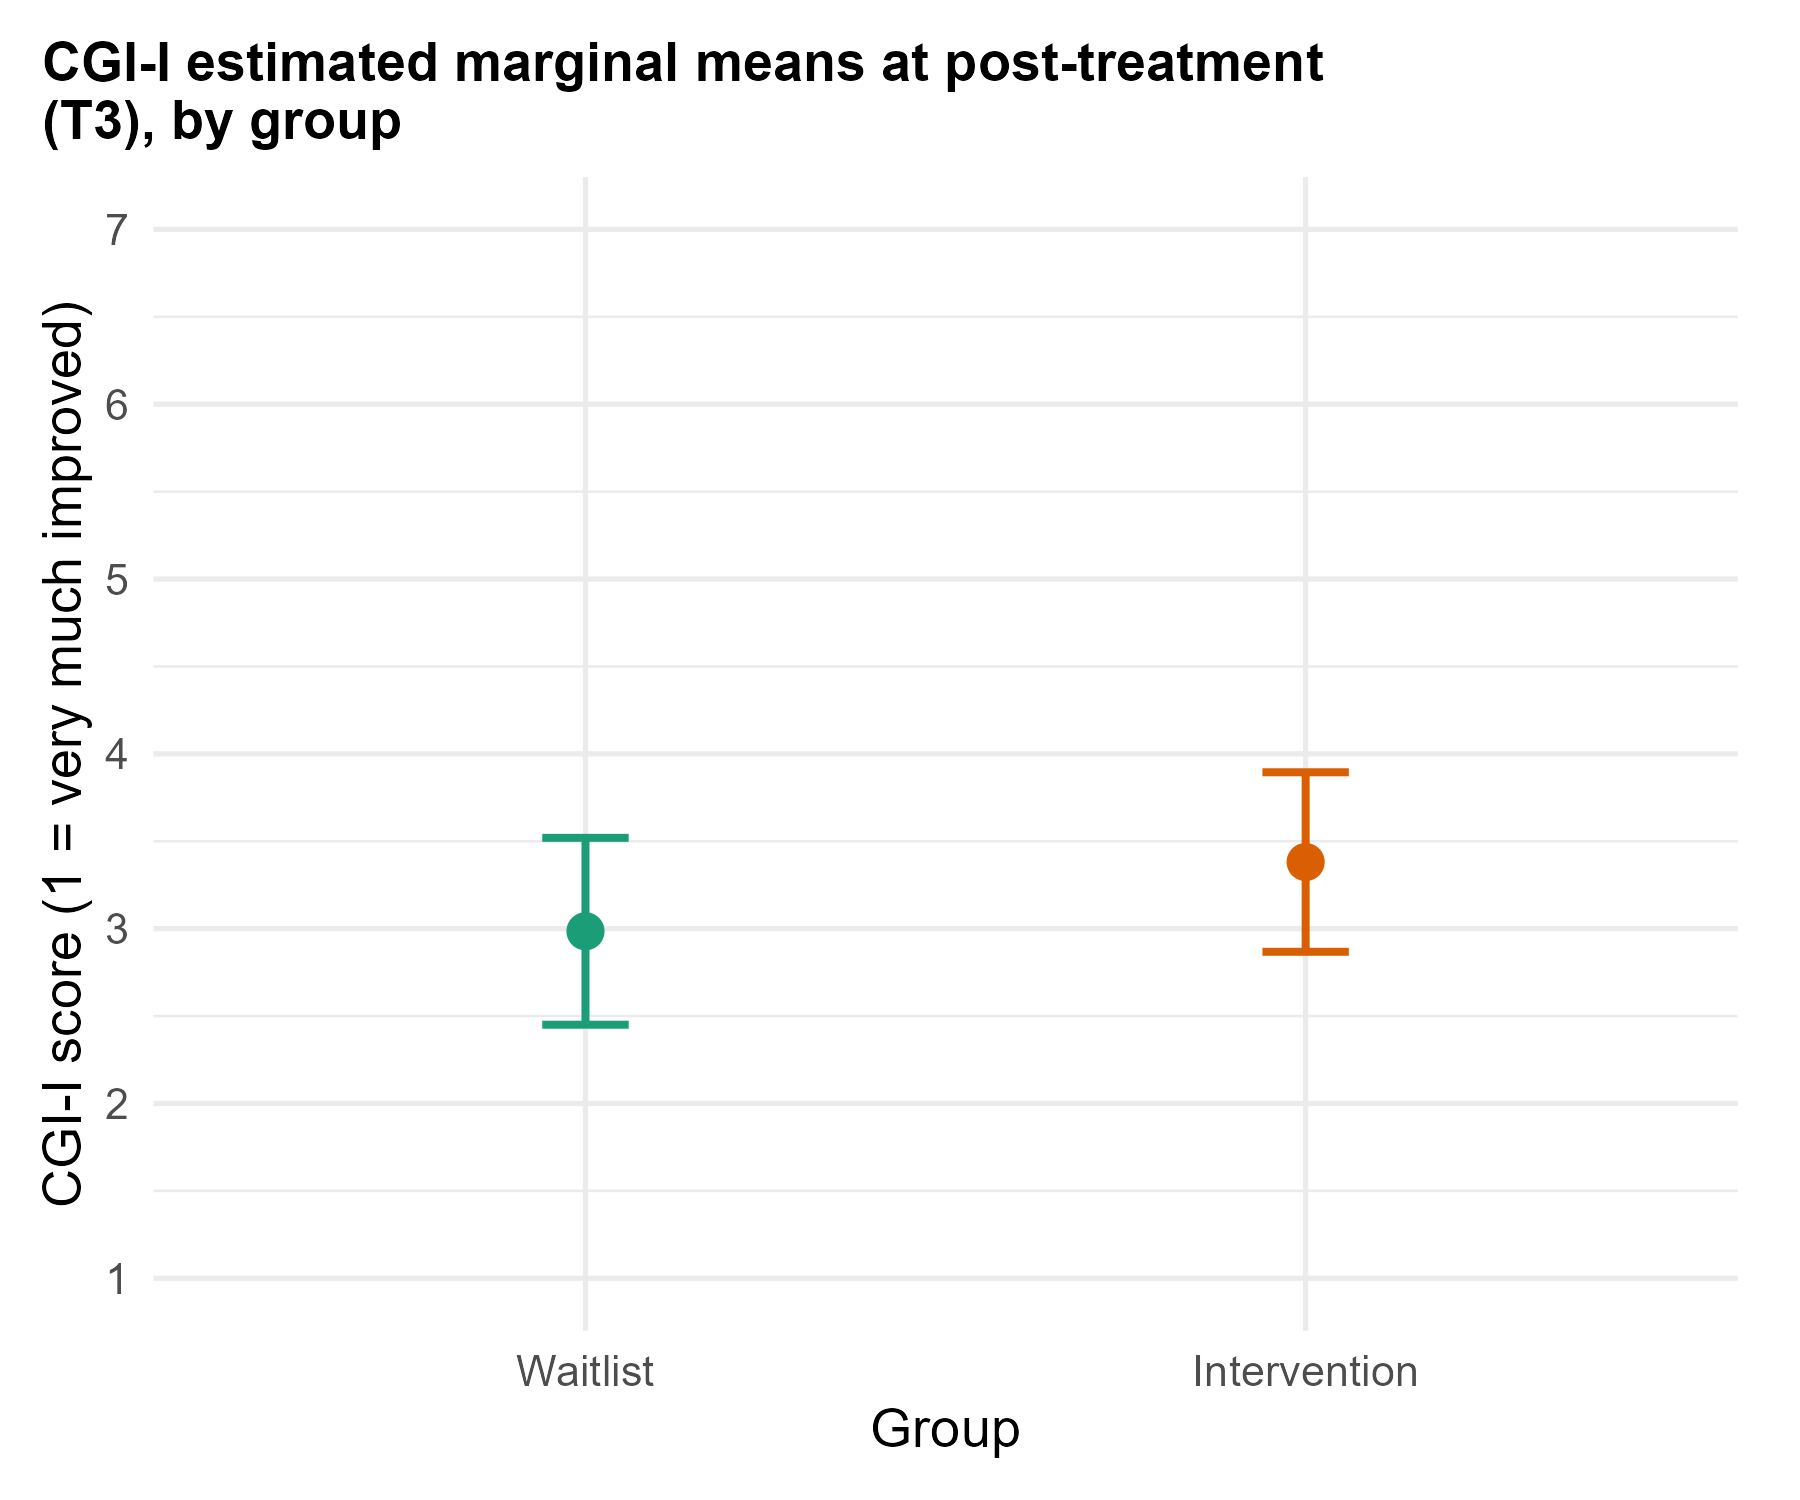 CGI-I estimated marginal means at post-treatment
(T3), by group
CGI-I score (1 = very much improved)
7
6
5
4
3
2
1
Waitlist
Intervention
Group